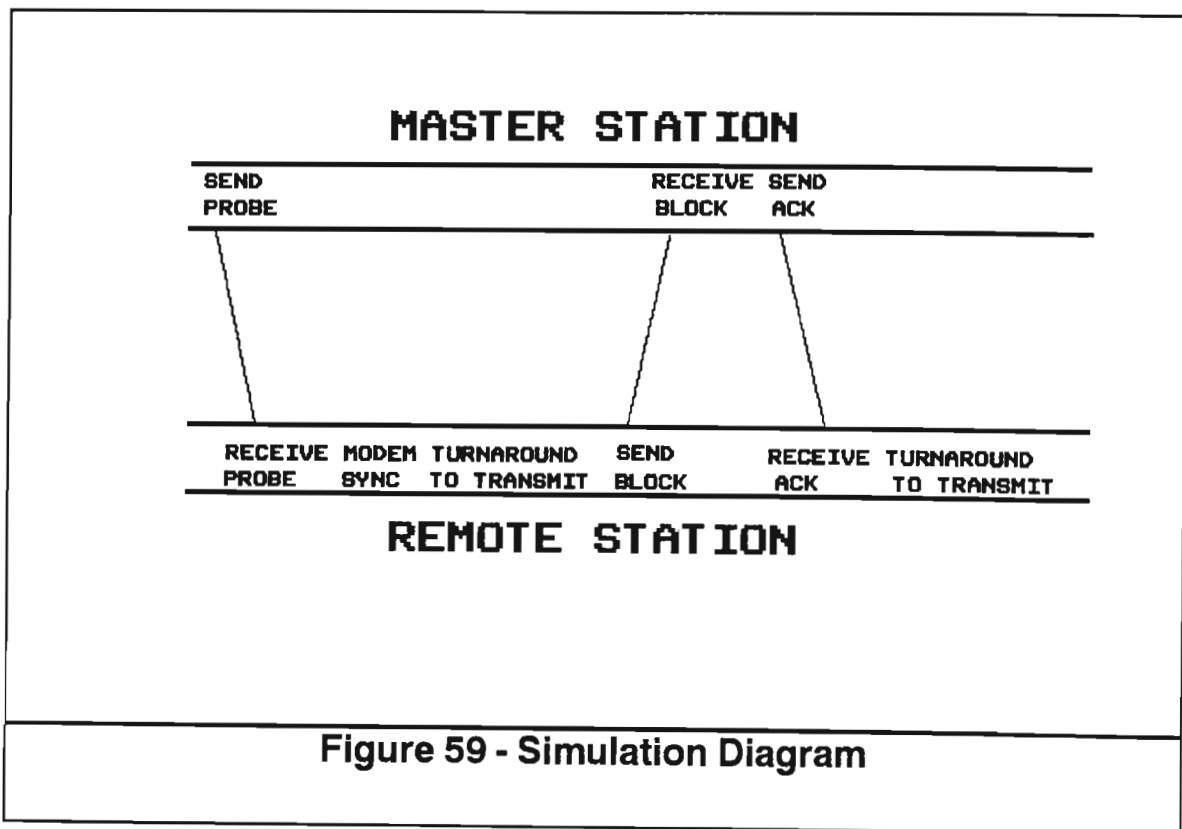 MASTER STATION
SEND RECEIVE SEND
PROBE BLOCK ACK
RECEIVE MODEM TURNAROUND SEND RECEIVE TURNAROUND
PROBE SYNC TO TRANSMIT BLOCK ACK TO TRANSMIT
REMOTE STATION
Figure 59 - Simulation Diagram